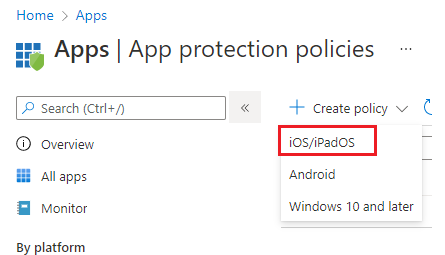 Home > Apps >
Apps | App protection policies ...
Search (Ctrl+/)
«
+ Create policy
iOS/iPadOS
Overview
Android
All apps
Windows 10 and later
Monitor
By platform